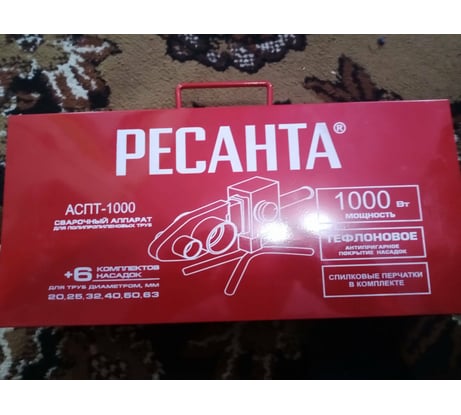 РЕСАНТА®
АСПТ-1000
СВАРОЧНЫЙ АППАРАТ
ДЛЯ ПОЛИПРОПИЛЕНОВЫХ ТРУБ
+6 КОМПЛЕКТОВ
НАСАДОК
ДЛЯ ТРУБ ДИАМЕТРОМ, ММ
20,25,32,40,50,63
1000 Вт
МОЩНОСТЬ
ТЕФЛОНОВОЕ
АНТИПРИГАРНОЕ
ПОКРЫТИЕ НАСАДОК
СПИЛКОВЫЕ ПЕРЧАТКИ
В КОМПЛЕКТЕ